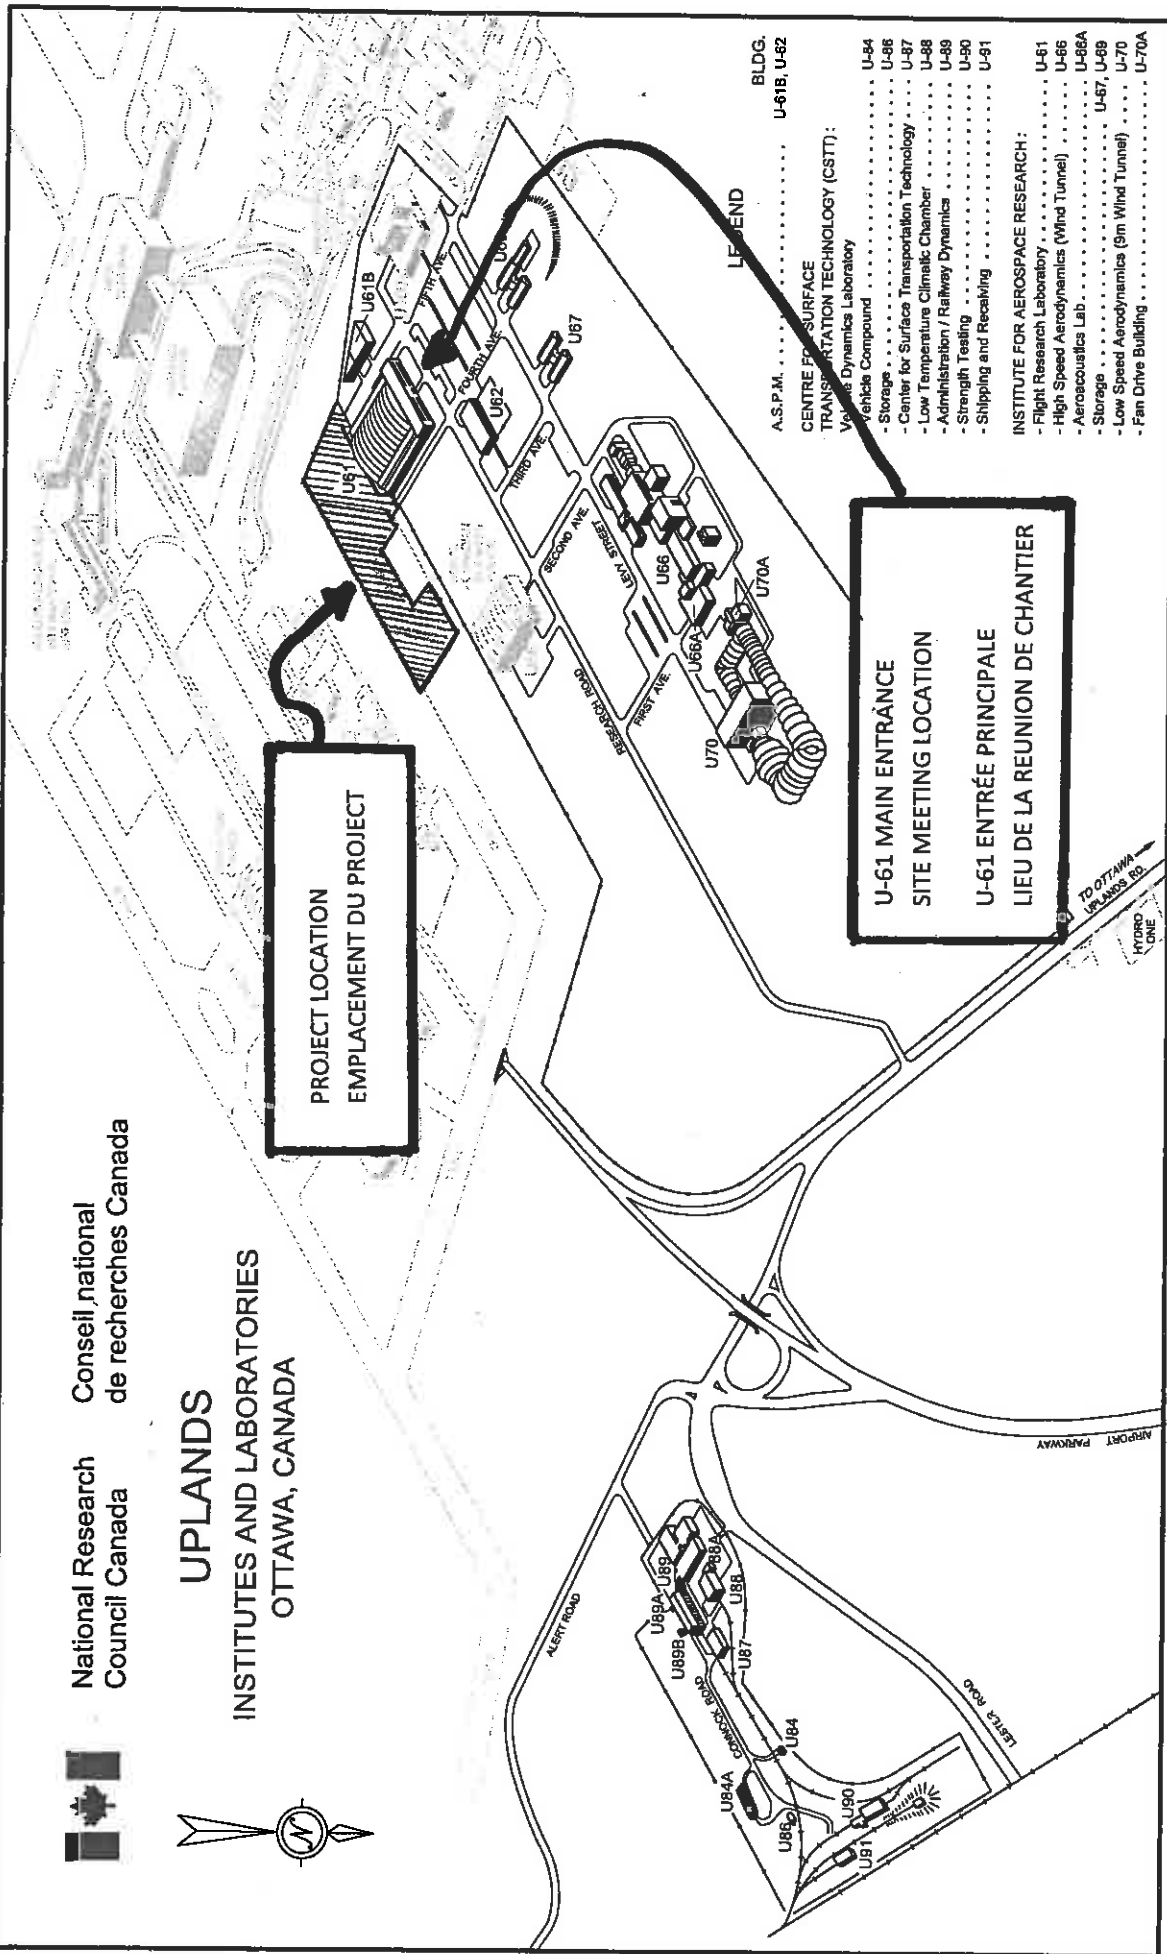 National Research
Council Canada
Conseil national
de recherches Canada
UPLANDS
INSTITUTES AND LABORATORIES
OTTAWA, CANADA
N
PROJECT LOCATION
EMPLACEMENT DU PROJECT
U-61 MAIN ENTRANCE
SITE MEETING LOCATION
U-61 ENTRÉE PRINCIPALE
LIEU DE LA REUNION DE CHANTIER
U61
U61B
U62
U67
U66
U66A
U70
U70A
FIFTH AVE.
FOURTH AVE.
THIRD AVE.
SECOND AVE.
FIRST AVE.
LEVY STREET
RESEARCH ROAD
TO OTTAWA
UPLANDS RD.
HYDRO
ONE
AIRPORT PARKWAY
ALERT ROAD
LESTER ROAD
CONNOCK ROAD
U89
U89A
U89B
U88A
U88
U87
U84
U84A
U86
U90
U91
LEGEND
BLDG.
A.S.P.M. . . . . . . . . . . . . . . . U-61B, U-62
CENTRE FOR SURFACE
TRANSPORTATION TECHNOLOGY (CSTT) :
Vehicle Dynamics Laboratory
Vehicle Compound . . . . . . . . . . . . . . . . U-84
- Storage . . . . . . . . . . . . . . . . U-86
- Center for Surface Transportation Technology . . . . U-87
- Low Temperature Climatic Chamber . . . . . . . . U-88
- Administration / Railway Dynamics . . . . . . . . U-89
- Strength Testing . . . . . . . . . . . . . . . . U-90
- Shipping and Receiving . . . . . . . . . . . . . . . . U-91
INSTITUTE FOR AEROSPACE RESEARCH :
- Flight Research Laboratory . . . . . . . . . . . . U-61
- High Speed Aerodynamics (Wind Tunnel) . . . . . U-66
- Aeroacoustics Lab . . . . . . . . . . . . . . . . U-66A
- Storage . . . . . . . . . . . . . . . . U-67, U-69
- Low Speed Aerodynamics (9m Wind Tunnel) . . . . U-70
- Fan Drive Building . . . . . . . . . . . . . . . . U-70A